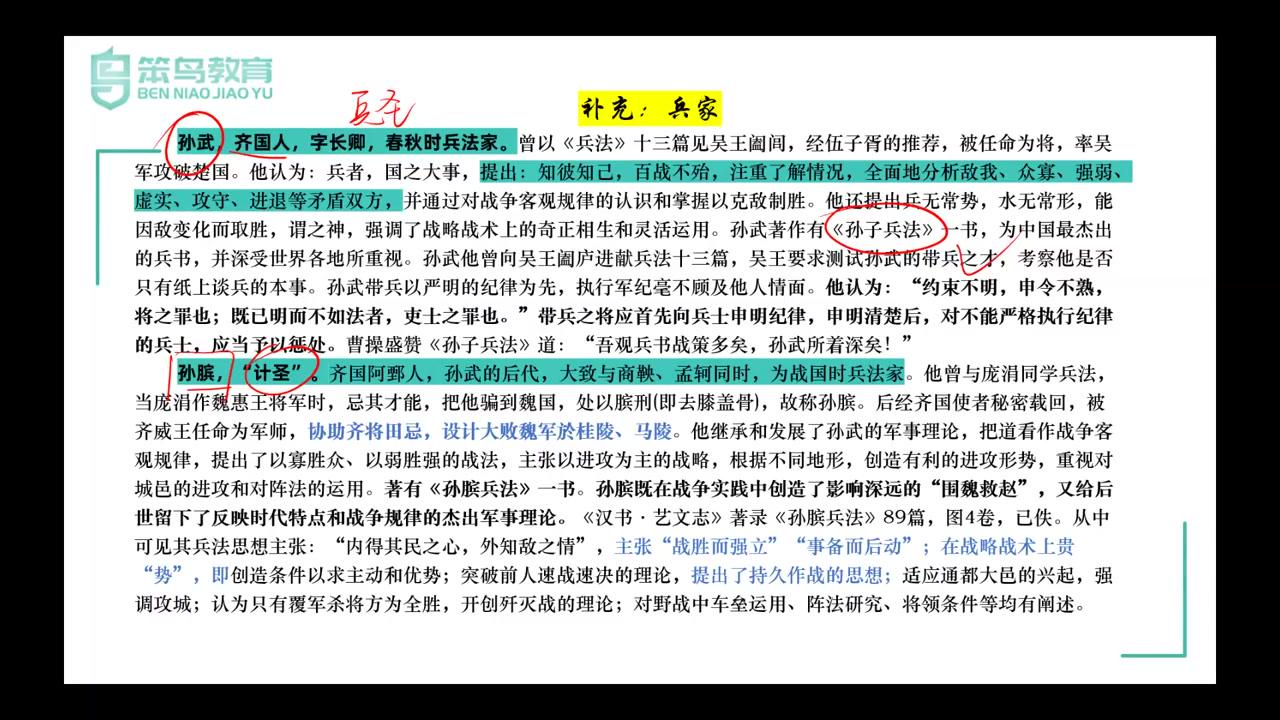 笨鸟教育
BEN NIAO JIAO YU
兵圣
补充：兵家
孙武，齐国人，字长卿，春秋时兵法家。曾以《兵法》十三篇见吴王阖闾，经伍子胥的推荐，被任命为将，率吴
军攻破楚国。他认为：兵者，国之大事，提出：知彼知己，百战不殆，注重了解情况，全面地分析敌我、众寡、强弱、
虚实、攻守、进退等矛盾双方，并通过对战争客观规律的认识和掌握以克敌制胜。他还提出兵无常势，水无常形，能
因敌变化而取胜，谓之神，强调了战略战术上的奇正相生和灵活运用。孙武著作有《孙子兵法》一书，为中国最杰出
的兵书，并深受世界各地所重视。孙武他曾向吴王阖庐进献兵法十三篇，吴王要求测试孙武的带兵之才，考察他是否
只有纸上谈兵的本事。孙武带兵以严明的纪律为先，执行军纪毫不顾及他人情面。他认为：“约束不明，申令不熟，
将之罪也；既已明而不如法者，吏士之罪也。”带兵之将应首先向兵士申明纪律，申明清楚后，对不能严格执行纪律
的兵士，应当予以惩处。曹操盛赞《孙子兵法》道：“吾观兵书战策多矣，孙武所着深矣！”
孙膑，“计圣”。齐国阿鄄人，孙武的后代，大致与商鞅、孟轲同时，为战国时兵法家。他曾与庞涓同学兵法，
当庞涓作魏惠王将军时，忌其才能，把他骗到魏国，处以膑刑(即去膝盖骨)，故称孙膑。后经齐国使者秘密载回，被
齐威王任命为军师，协助齐将田忌，设计大败魏军於桂陵、马陵。他继承和发展了孙武的军事理论，把道看作战争客
观规律，提出了以寡胜众、以弱胜强的战法，主张以进攻为主的战略，根据不同地形，创造有利的进攻形势，重视对
城邑的进攻和对阵法的运用。著有《孙膑兵法》一书。孙膑既在战争实践中创造了影响深远的“围魏救赵”，又给后
世留下了反映时代特点和战争规律的杰出军事理论。《汉书·艺文志》著录《孙膑兵法》89篇，图4卷，已佚。从中
可见其兵法思想主张：“内得其民之心，外知敌之情”，主张“战胜而强立”“事备而后动”；在战略战术上贵
“势”，即创造条件以求主动和优势；突破前人速战速决的理论，提出了持久作战的思想；适应通都大邑的兴起，强
调攻城；认为只有覆军杀将方为全胜，开创歼灭战的理论；对野战中车垒运用、阵法研究、将领条件等均有阐述。